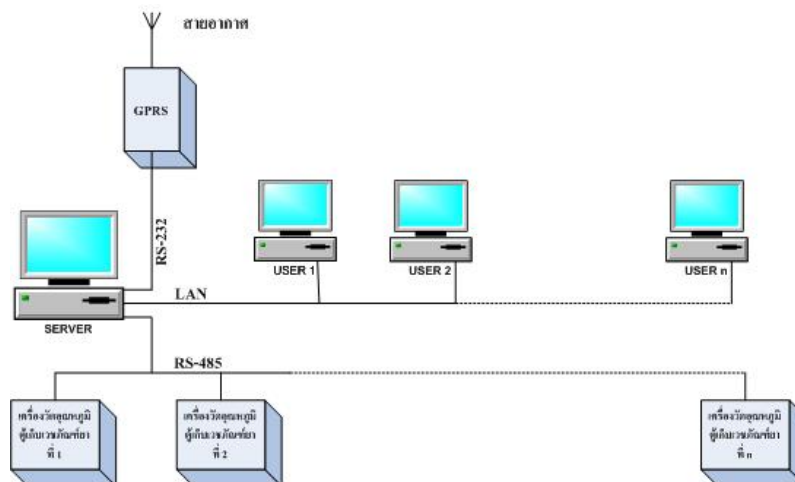 สายอากาศ
GPRS
RS-232
USER 1
USER 2
USER n
LAN
SERVER
RS-485
เครื่องวัดอุณหภูมิ
ตู้เก็บเวชภัณฑ์ยา
ที่ 1
เครื่องวัดอุณหภูมิ
ตู้เก็บเวชภัณฑ์ยา
ที่ 2
เครื่องวัดอุณหภูมิ
ตู้เก็บเวชภัณฑ์ยา
ที่ n